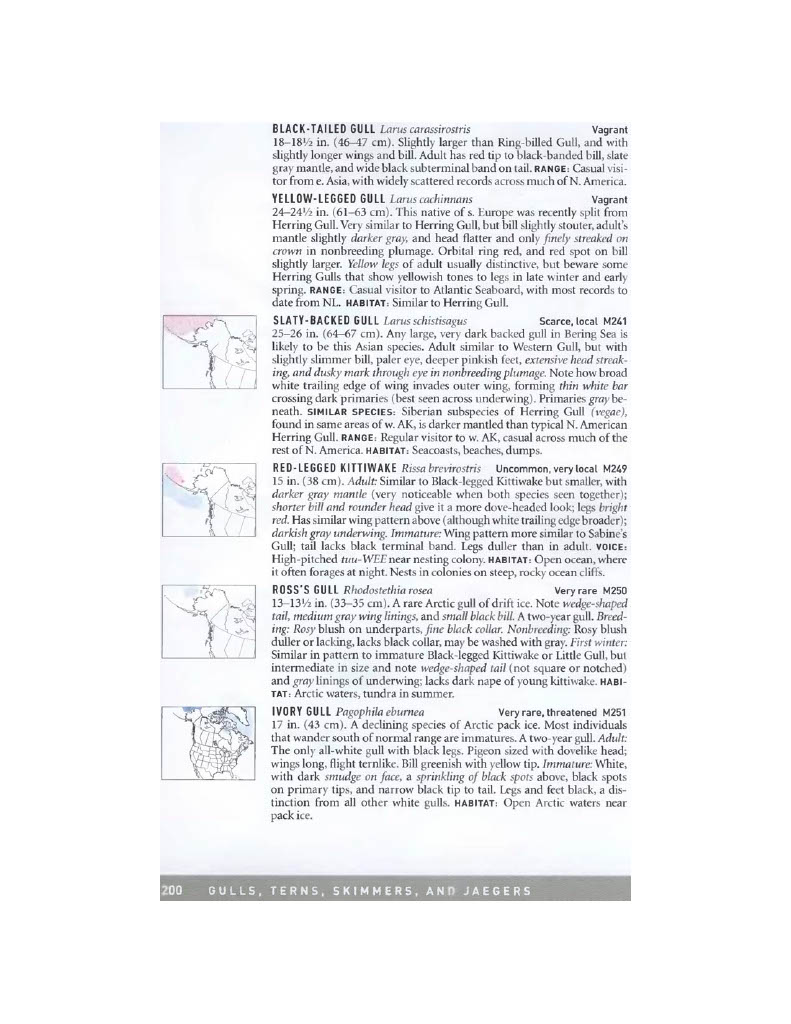 BLACK-TAILED GULL Larus carassirostris Vagrant
18–18½ in. (46–47 cm). Slightly larger than Ring-billed Gull, and with
slightly longer wings and bill. Adult has red tip to black-banded bill, slate
gray mantle, and wide black subterminal band on tail. RANGE: Casual visi-
tor from e. Asia, with widely scattered records across much of N. America.
YELLOW-LEGGED GULL Larus cachinnans Vagrant
24–24½ in. (61–63 cm). This native of s. Europe was recently split from
Herring Gull. Very similar to Herring Gull, but bill slightly stouter, adult's
mantle slightly darker gray, and head flatter and only finely streaked on
crown in nonbreeding plumage. Orbital ring red, and red spot on bill
slightly larger. Yellow legs of adult usually distinctive, but beware some
Herring Gulls that show yellowish tones to legs in late winter and early
spring. RANGE: Casual visitor to Atlantic Seaboard, with most records to
date from NL. HABITAT: Similar to Herring Gull.
SLATY-BACKED GULL Larus schistisagus Scarce, local M241
25–26 in. (64–67 cm). Any large, very dark backed gull in Bering Sea is
likely to be this Asian species. Adult similar to Western Gull, but with
slightly slimmer bill, paler eye, deeper pinkish feet, extensive head streak-
ing, and dusky mark through eye in nonbreeding plumage. Note how broad
white trailing edge of wing invades outer wing, forming thin white bar
crossing dark primaries (best seen across underwing). Primaries gray be-
neath. SIMILAR SPECIES: Siberian subspecies of Herring Gull (vegae),
found in same areas of w. AK, is darker mantled than typical N. American
Herring Gull. RANGE: Regular visitor to w. AK, casual across much of the
rest of N. America. HABITAT: Seacoasts, beaches, dumps.
RED-LEGGED KITTIWAKE Rissa brevirostris Uncommon, very local M249
15 in. (38 cm). Adult: Similar to Black-legged Kittiwake but smaller, with
darker gray mantle (very noticeable when both species seen together);
shorter bill and rounder head give it a more dove-headed look; legs bright
red. Has similar wing pattern above (although white trailing edge broader);
darkish gray underwing. Immature: Wing pattern more similar to Sabine's
Gull; tail lacks black terminal band. Legs duller than in adult. VOICE:
High-pitched tuu-WEE near nesting colony. HABITAT: Open ocean, where
it often forages at night. Nests in colonies on steep, rocky ocean cliffs.
ROSS'S GULL Rhodostethia rosea Very rare M250
13–13½ in. (33–35 cm). A rare Arctic gull of drift ice. Note wedge-shaped
tail, medium gray wing linings, and small black bill. A two-year gull. Breed-
ing: Rosy blush on underparts, fine black collar. Nonbreeding: Rosy blush
duller or lacking, lacks black collar, may be washed with gray. First winter:
Similar in pattern to immature Black-legged Kittiwake or Little Gull, but
intermediate in size and note wedge-shaped tail (not square or notched)
and gray linings of underwing; lacks dark nape of young kittiwake. HABI-
TAT: Arctic waters, tundra in summer.
IVORY GULL Pagophila eburnea Very rare, threatened M251
17 in. (43 cm). A declining species of Arctic pack ice. Most individuals
that wander south of normal range are immatures. A two-year gull. Adult:
The only all-white gull with black legs. Pigeon sized with dovelike head;
wings long, flight ternlike. Bill greenish with yellow tip. Immature: White,
with dark smudge on face, a sprinkling of black spots above, black spots
on primary tips, and narrow black tip to tail. Legs and feet black, a dis-
tinction from all other white gulls. HABITAT: Open Arctic waters near
pack ice.
200 GULLS, TERNS, SKIMMERS, AND JAEGERS